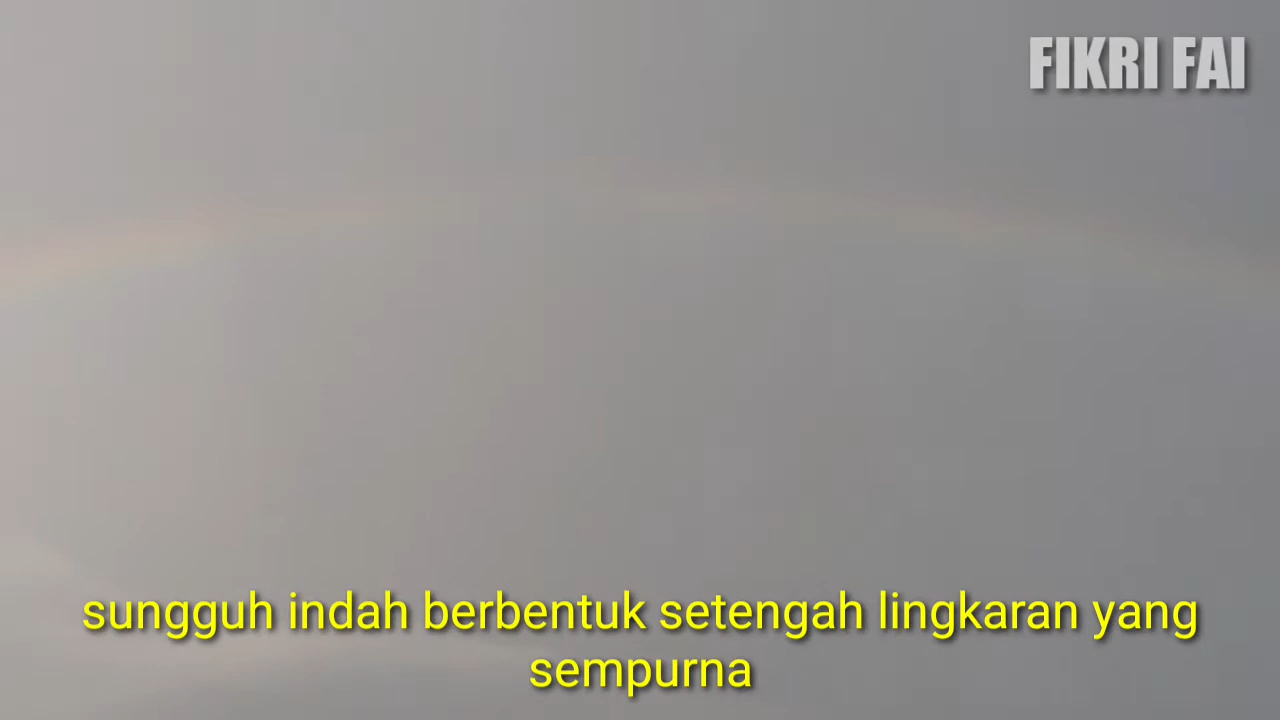 FIKRI FAI
sungguh indah berbentuk setengah lingkaran yang
sempurna